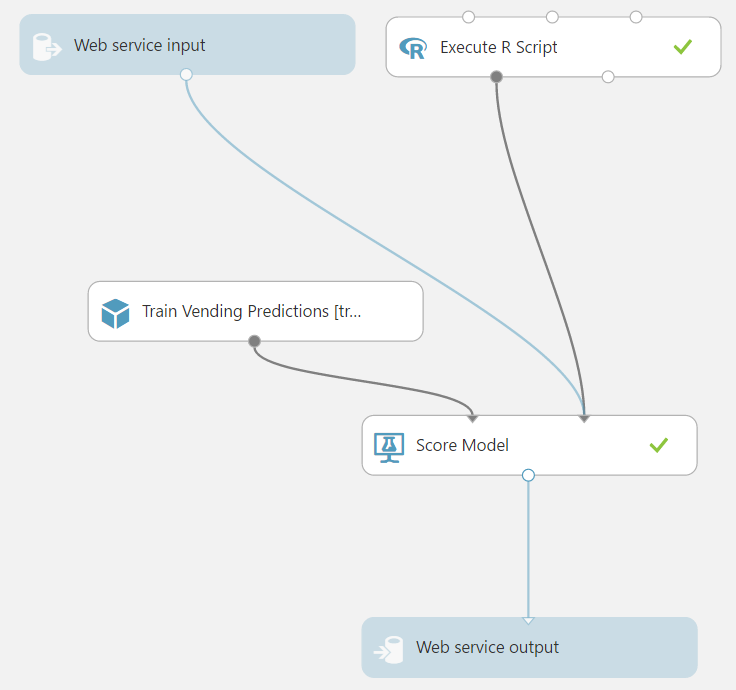 Web service input
Execute R Script
Train Vending Predictions [tr...
Score Model
Web service output